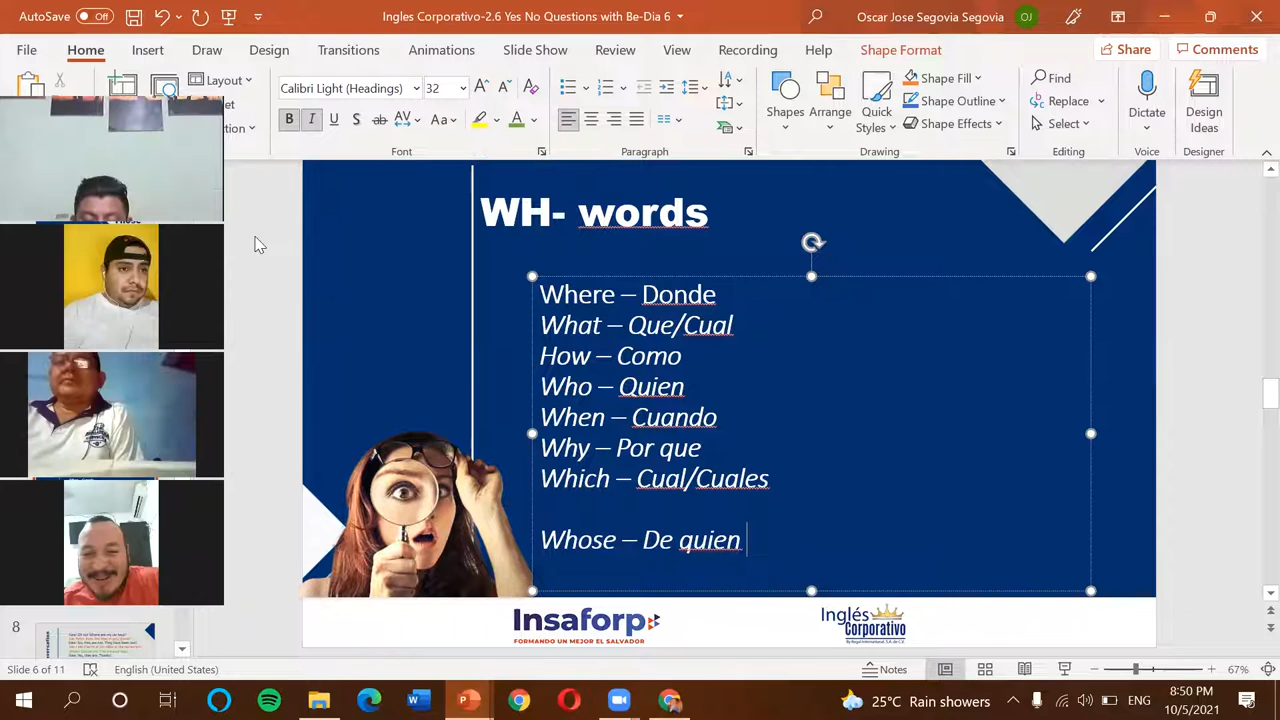 AutoSave Off Ingles Corporativo-2.6 Yes No Questions with Be-Dia 6 Oscar Jose Segovia Segovia OJ
File Home Insert Draw Design Transitions Animations Slide Show Review View Recording Help Shape Format Share Comments
Layout Calibri Light (Headings) 32 Shape Fill Find
Shapes Arrange Quick Styles Shape Outline Replace Dictate Design Ideas
Shape Effects Select
Font Paragraph Drawing Editing Voice Designer
WH- words
Where – Donde
What – Que/Cual
How – Como
Who – Quien
When – Cuando
Why – Por que
Which – Cual/Cuales
Whose – De quien
Insaforp
FORMANDO UN MEJOR EL SALVADOR
Inglés
Corporativo
8
Slide 6 of 11 English (United States) Notes 67%
25°C Rain showers ENG 8:50 PM
10/5/2021